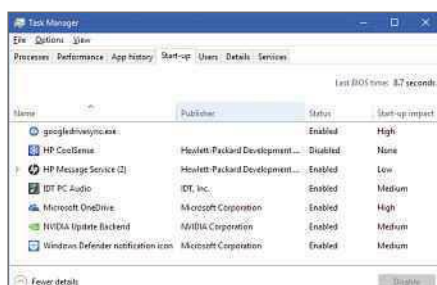 Task Manager
File Options View
Processes Performance App history Start-up Users Details Services
Last BIOS time: 8.7 seconds
Name Publisher Status Start-up impact
googledrivesync.exe Enabled High
HP CoolSense Hewlett-Packard Development ... Disabled None
HP Message Service (2) Hewlett-Packard Development ... Enabled Low
IDT PC Audio IDT, Inc. Enabled Medium
Microsoft OneDrive Microsoft Corporation Enabled High
NVIDIA Update Backend NVIDIA Corporation Enabled Medium
Windows Defender notification icon Microsoft Corporation Enabled Medium
Fewer details Disable